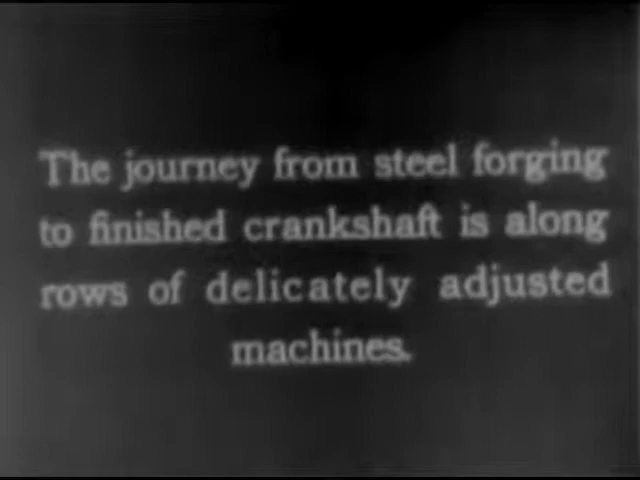 The journey from steel forging
to finished crankshaft is along
rows of delicately adjusted
machines.